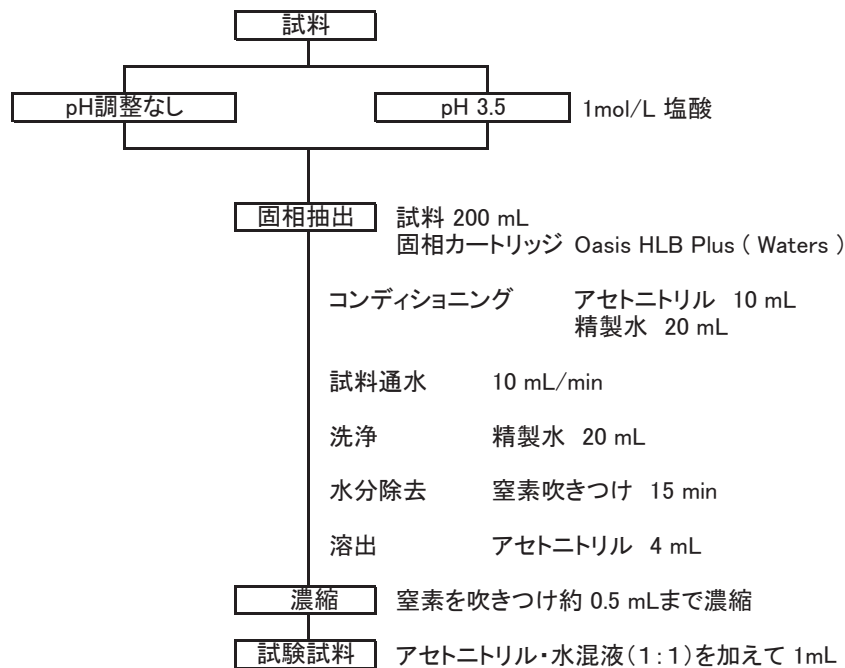 試料
pH調整なし
pH 3.5 1mol/L 塩酸
固相抽出 試料 200 mL
固相カートリッジ Oasis HLB Plus ( Waters )
コンディショニング アセトニトリル 10 mL
精製水 20 mL
試料通水 10 mL/min
洗浄 精製水 20 mL
水分除去 窒素吹きつけ 15 min
溶出 アセトニトリル 4 mL
濃縮 窒素を吹きつけ約 0.5 mLまで濃縮
試験試料 アセトニトリル・水混液(1:1)を加えて 1mL